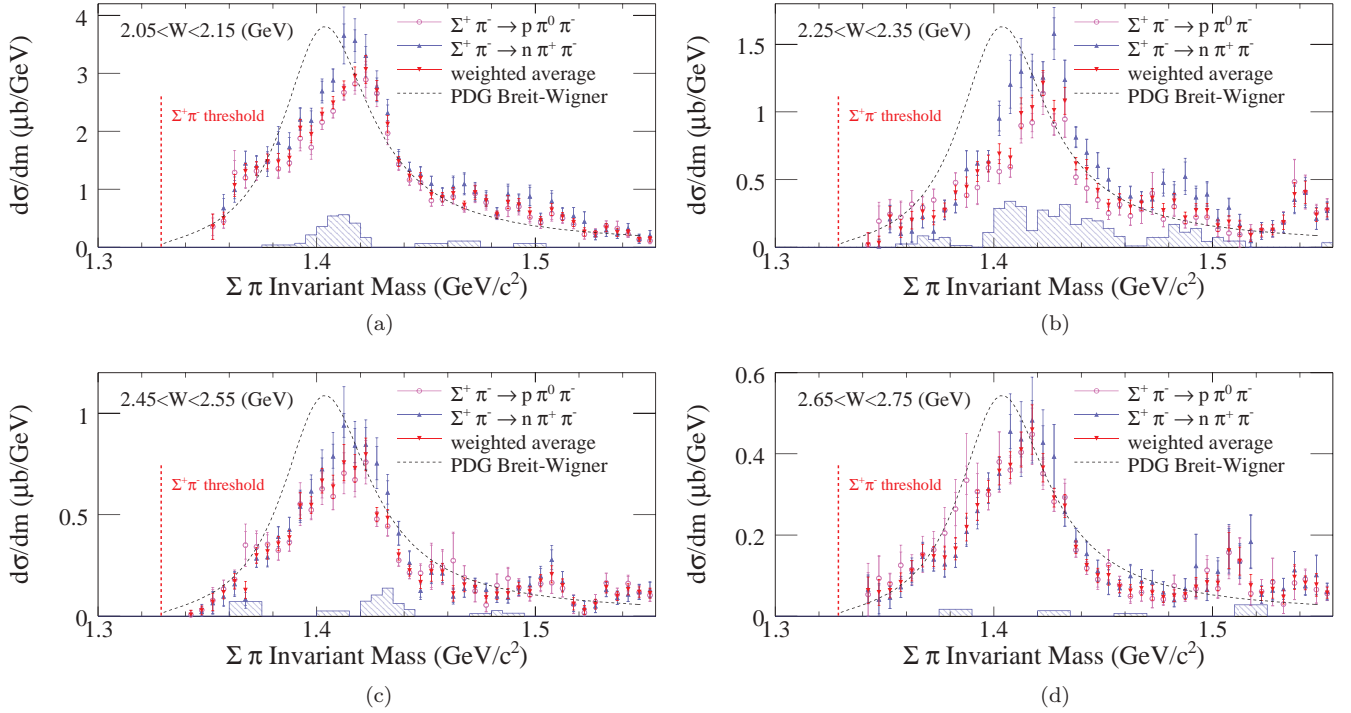 2.05<W<2.15 (GeV)
Σ⁺ π⁻ → p π⁰ π⁻
Σ⁺ π⁻ → n π⁺ π⁻
weighted average
PDG Breit-Wigner
Σ⁺π⁻ threshold
dσ/dm (μb/GeV)
4
3
2
1
0
1.3
1.4
1.5
Σ π Invariant Mass (GeV/c²)
(a)
2.25<W<2.35 (GeV)
Σ⁺ π⁻ → p π⁰ π⁻
Σ⁺ π⁻ → n π⁺ π⁻
weighted average
PDG Breit-Wigner
Σ⁺π⁻ threshold
dσ/dm (μb/GeV)
1.5
1
0.5
0
1.3
1.4
1.5
Σ π Invariant Mass (GeV/c²)
(b)
2.45<W<2.55 (GeV)
Σ⁺ π⁻ → p π⁰ π⁻
Σ⁺ π⁻ → n π⁺ π⁻
weighted average
PDG Breit-Wigner
Σ⁺π⁻ threshold
dσ/dm (μb/GeV)
1
0.5
0
1.3
1.4
1.5
Σ π Invariant Mass (GeV/c²)
(c)
2.65<W<2.75 (GeV)
Σ⁺ π⁻ → p π⁰ π⁻
Σ⁺ π⁻ → n π⁺ π⁻
weighted average
PDG Breit-Wigner
Σ⁺π⁻ threshold
dσ/dm (μb/GeV)
0.6
0.4
0.2
0
1.3
1.4
1.5
Σ π Invariant Mass (GeV/c²)
(d)